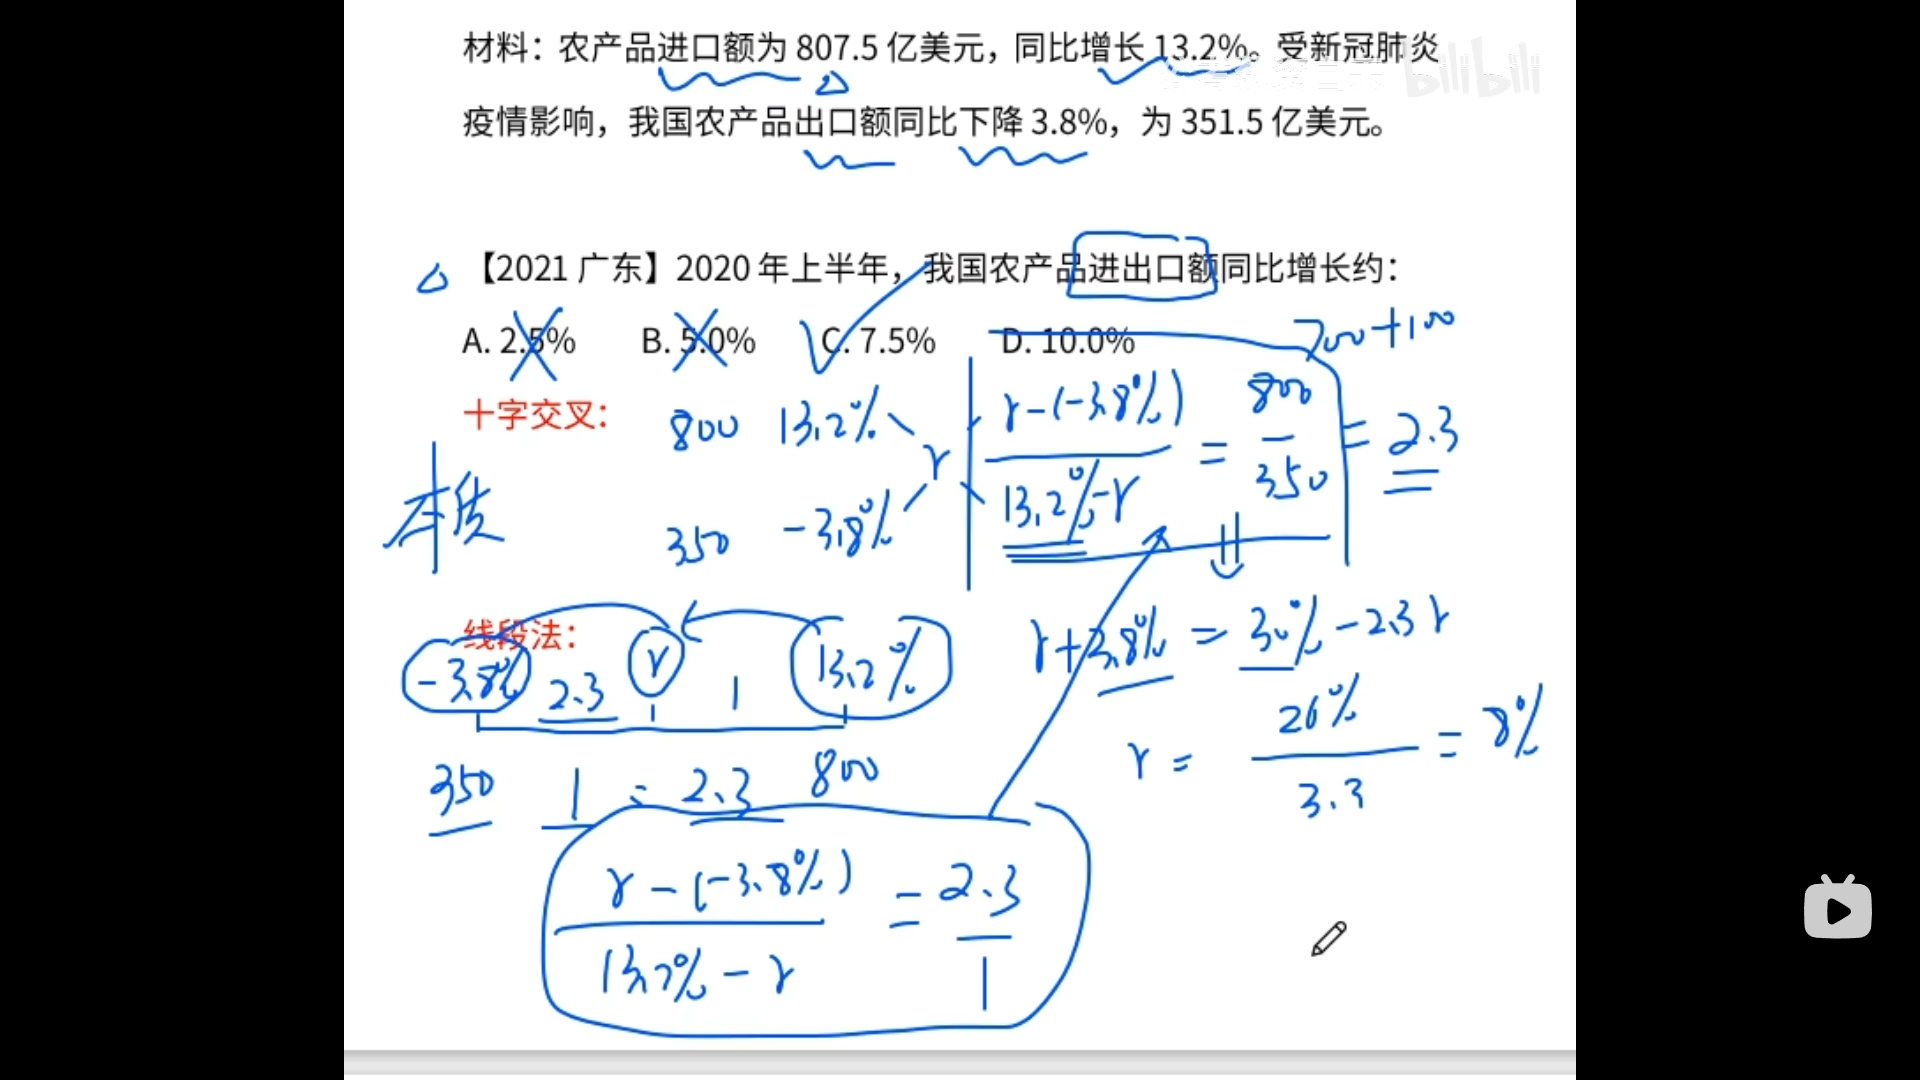 材料：农产品进口额为 807.5 亿美元，同比增长 13.2%。受新冠肺炎
疫情影响，我国农产品出口额同比下降 3.8%，为 351.5 亿美元。
bilibili
【2021 广东】2020 年上半年，我国农产品进出口额同比增长约：
A. 2.5% B. 5.0% C. 7.5% D. 10.0%
700+100
十字交叉：
800 13.2%
r
350 -3.8%
r-(-3.8%) / 13.2%-r = 800 / 350 = 2.3
本质
线段法：
-3.8% 2.3 r 1 13.2%
r+3.8% = 30%-2.3r
350 1 : 2.3 800
r = 26% / 3.3 = 8%
r-(-3.8%) / 13.2%-r = 2.3 / 1